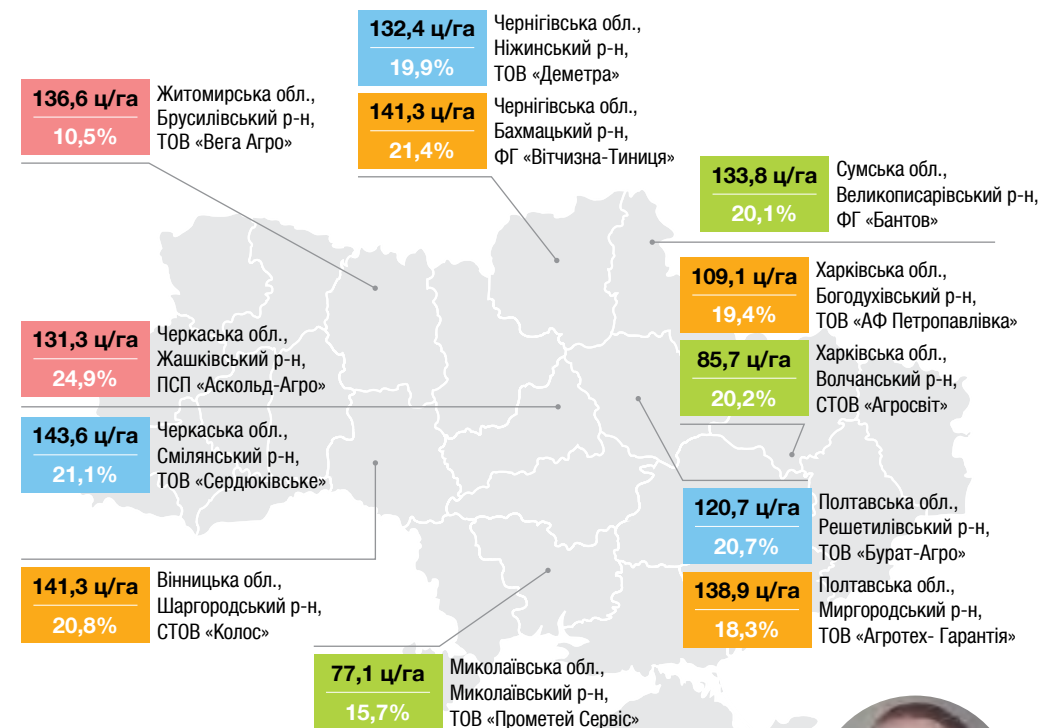 132,4 ц/га
19,9%
Чернігівська обл.,
Ніжинський р-н,
ТОВ «Деметра»
136,6 ц/га
10,5%
Житомирська обл.,
Брусилівський р-н,
ТОВ «Вега Агро»
141,3 ц/га
21,4%
Чернігівська обл.,
Бахмацький р-н,
ФГ «Вітчизна-Тиниця»
133,8 ц/га
20,1%
Сумська обл.,
Великописарівський р-н,
ФГ «Бантов»
109,1 ц/га
19,4%
Харківська обл.,
Богодухівський р-н,
ТОВ «АФ Петропавлівка»
131,3 ц/га
24,9%
Черкаська обл.,
Жашківський р-н,
ПСП «Аскольд-Агро»
85,7 ц/га
20,2%
Харківська обл.,
Волчанський р-н,
СТОВ «Агросвіт»
143,6 ц/га
21,1%
Черкаська обл.,
Смілянський р-н,
ТОВ «Сердюківське»
120,7 ц/га
20,7%
Полтавська обл.,
Решетилівський р-н,
ТОВ «Бурат-Агро»
141,3 ц/га
20,8%
Вінницька обл.,
Шаргородський р-н,
СТОВ «Колос»
138,9 ц/га
18,3%
Полтавська обл.,
Миргородський р-н,
ТОВ «Агротех- Гарантія»
77,1 ц/га
15,7%
Миколаївська обл.,
Миколаївський р-н,
ТОВ «Прометей Сервіс»